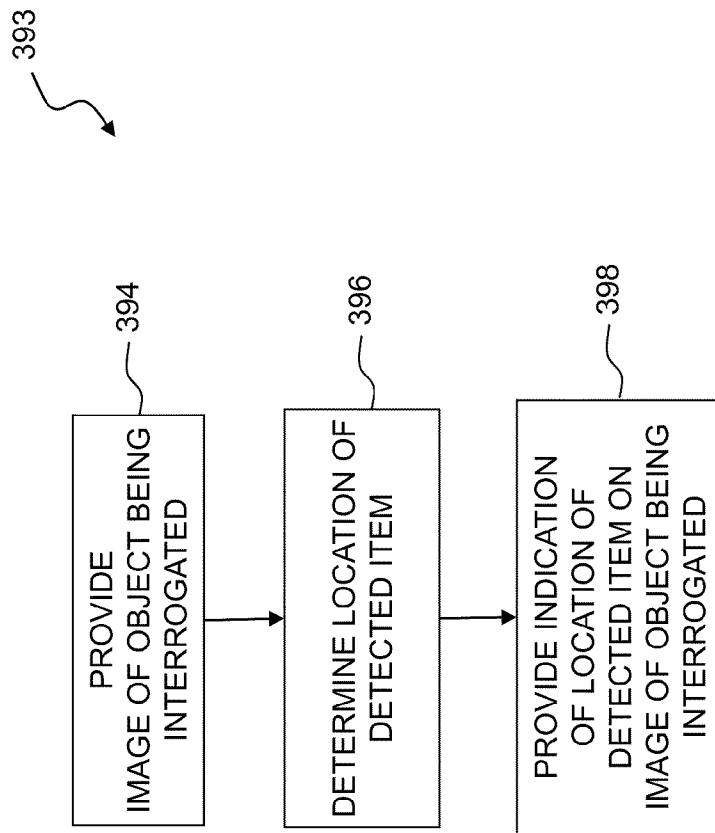 393
PROVIDE
IMAGE OF OBJECT BEING
INTERROGATED
394
DETERMINE LOCATION OF
DETECTED ITEM
396
PROVIDE INDICATION
OF LOCATION OF
DETECTED ITEM ON
IMAGE OF OBJECT BEING
INTERROGATED
398